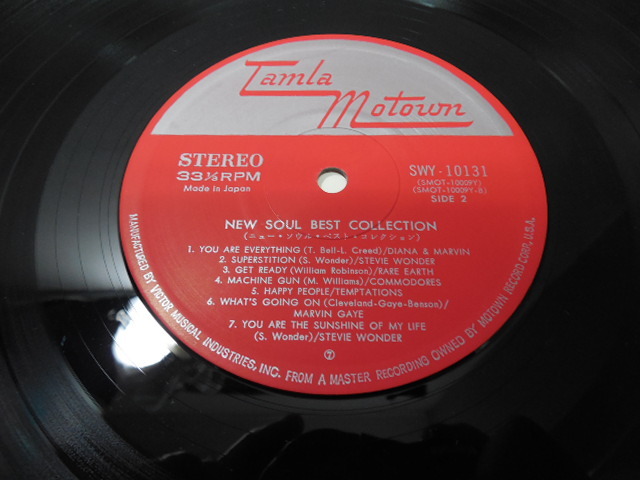 Tamla
Motown
STEREO
33⅓RPM
Made in Japan
SWY-10131
(SMOT-10009Y)
(SMOT-10009Y-B)
SIDE 2
NEW SOUL BEST COLLECTION
(ニュー・ソウル・ベスト・コレクション)
1. YOU ARE EVERYTHING (T. Bell-L. Creed)/DIANA & MARVIN
2. SUPERSTITION (S. Wonder)/STEVIE WONDER
3. GET READY (William Robinson)/RARE EARTH
4. MACHINE GUN (M. Williams)/COMMODORES
5. HAPPY PEOPLE/TEMPTATIONS
6. WHAT'S GOING ON (Cleveland-Gaye-Benson)/
MARVIN GAYE
7. YOU ARE THE SUNSHINE OF MY LIFE
(S. Wonder)/STEVIE WONDER
⑦
MANUFACTURED BY VICTOR MUSICAL INDUSTRIES, INC. FROM A MASTER RECORDING OWNED BY MOTOWN RECORD CORP., U.S.A.